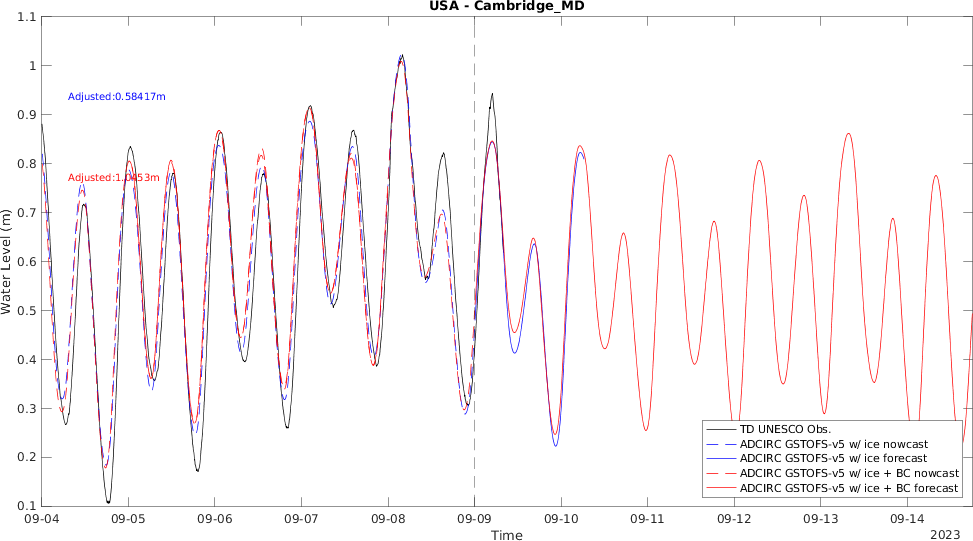 USA - Cambridge_MD
1.1
1
0.9
0.8
0.7
0.6
0.5
0.4
0.3
0.2
0.1
Water Level (m)
Adjusted:0.58417m
Adjusted:1.0453m
TD UNESCO Obs.
ADCIRC GSTOFS-v5 w/ ice nowcast
ADCIRC GSTOFS-v5 w/ ice forecast
ADCIRC GSTOFS-v5 w/ ice + BC nowcast
ADCIRC GSTOFS-v5 w/ ice + BC forecast
09-04 09-05 09-06 09-07 09-08 09-09 09-10 09-11 09-12 09-13 09-14
Time
2023